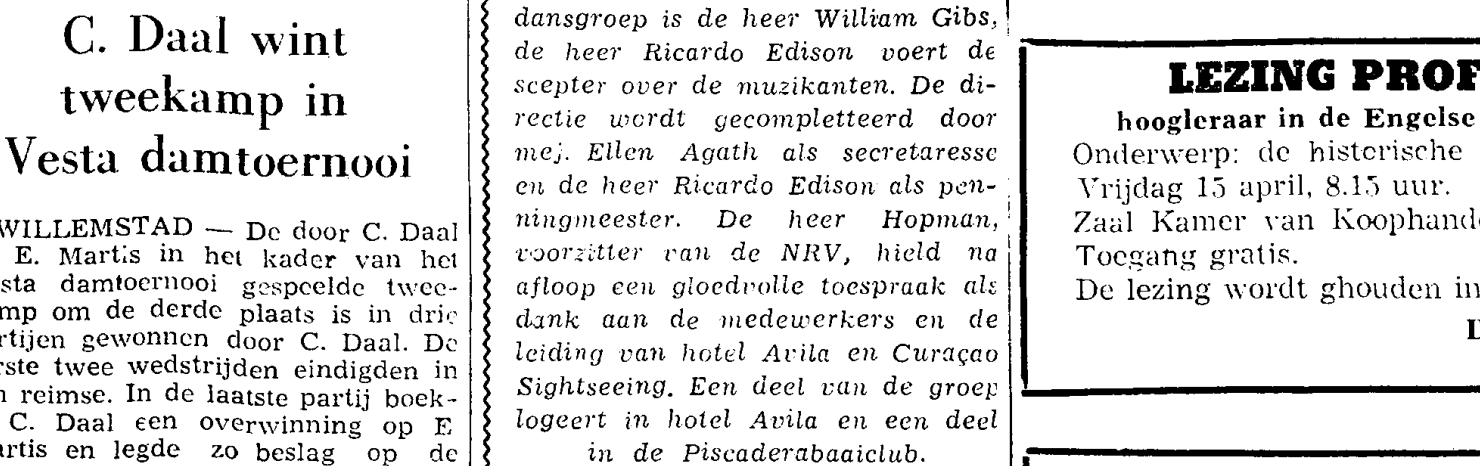 C. Daal wint
tweekamp in
Vesta damtoernooi
WILLEMSTAD — De door C. Daal
E. Martis in het kader van het
sta damtoernooi gespeelde twee-
mp om de derde plaats is in drie
rtijen gewonnen door C. Daal. De
rste twee wedstrijden eindigden in
n reimse. In de laatste partij boek-
C. Daal een overwinning op E
artis en legde zo beslag op de
dansgroep is de heer William Gibs,
de heer Ricardo Edison voert de
scepter over de muzikanten. De di-
rectie wordt gecompletteerd door
mej. Ellen Agath als secretaresse
en de heer Ricardo Edison als pen-
ningmeester. De heer Hopman,
voorzitter van de NRV, hield na
afloop een gloedvolle toespraak als
dank aan de medewerkers en de
leiding van hotel Avila en Curaçao
Sightseeing. Een deel van de groep
logeert in hotel Avila en een deel
in de Piscaderabaaiclub.
LEZING PROF
hoogleraar in de Engelse
Onderwerp: de historische
Vrijdag 15 april, 8.15 uur.
Zaal Kamer van Koophande
Toegang gratis.
De lezing wordt ghouden in